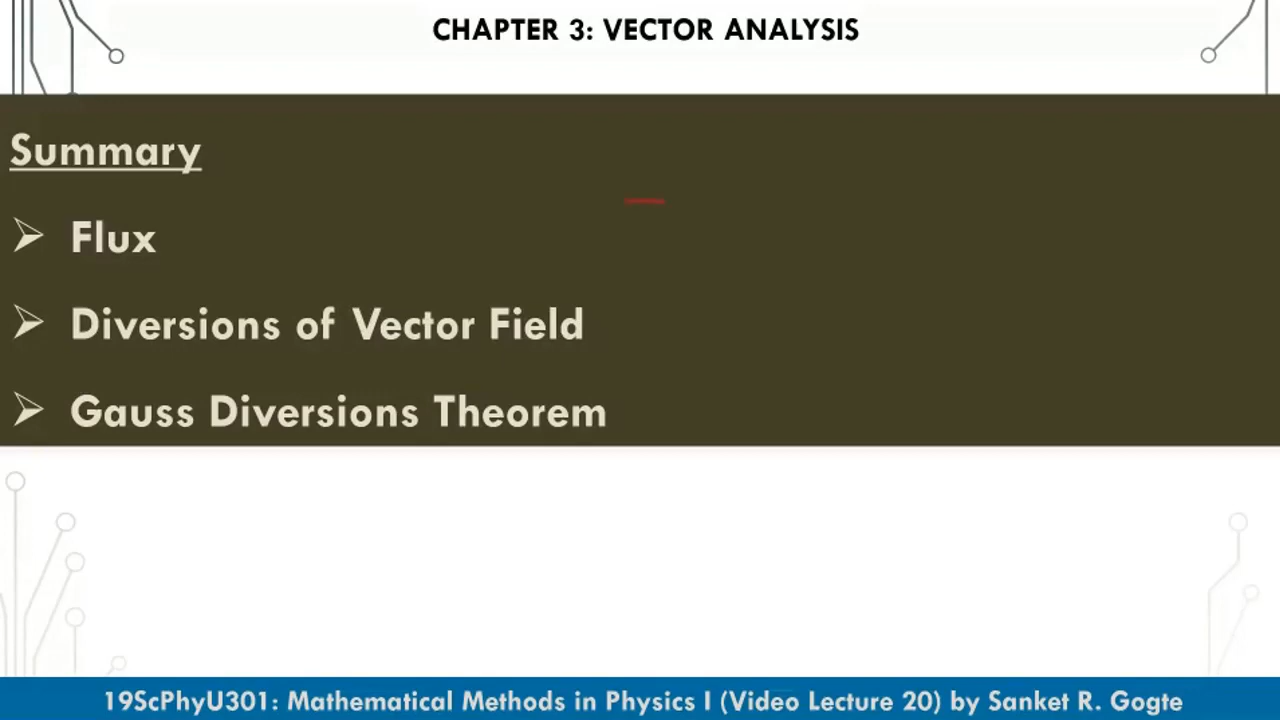 CHAPTER 3: VECTOR ANALYSIS
Summary
Flux
Diversions of Vector Field
Gauss Diversions Theorem
19ScPhyU301: Mathematical Methods in Physics I (Video Lecture 20) by Sanket R. Gogte